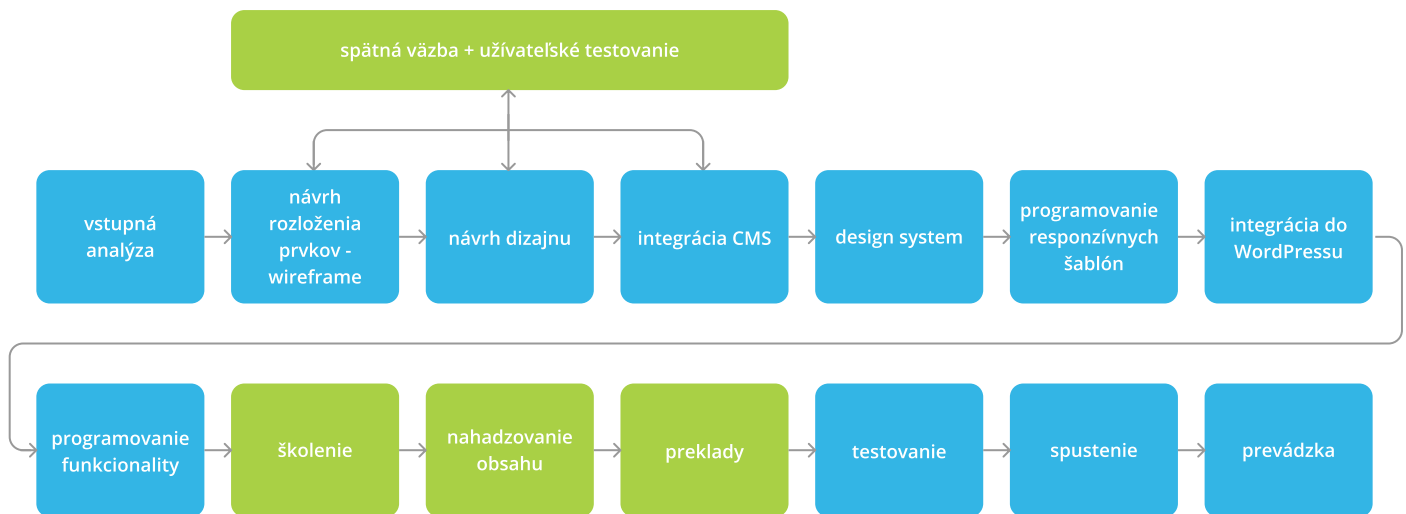 spätná väzba + užívateľské testovanie
vstupná
analýza
návrh
rozloženia
prvkov -
wireframe
návrh dizajnu
integrácia CMS
design system
programovanie
responzívnych
šablón
integrácia do
WordPressu
programovanie
funkcionality
školenie
nahadzovanie
obsahu
preklady
testovanie
spustenie
prevádzka